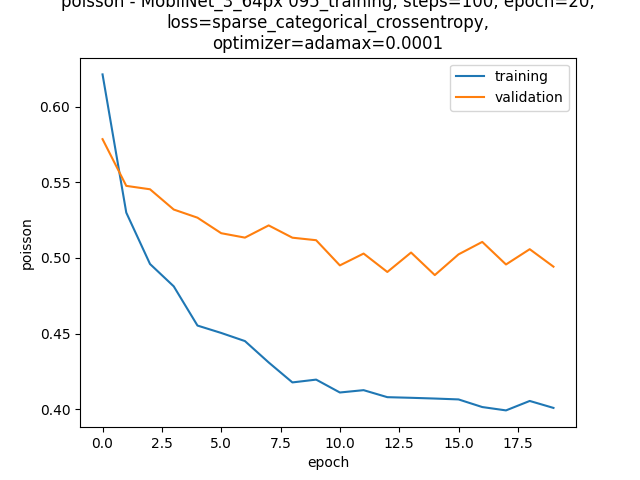 poisson - MobilNet_3_64px 095_training, steps=100, epoch=20,
loss=sparse_categorical_crossentropy,
optimizer=adamax=0.0001
training
validation
0.60
0.55
0.50
0.45
0.40
poisson
0.0
2.5
5.0
7.5
10.0
12.5
15.0
17.5
epoch